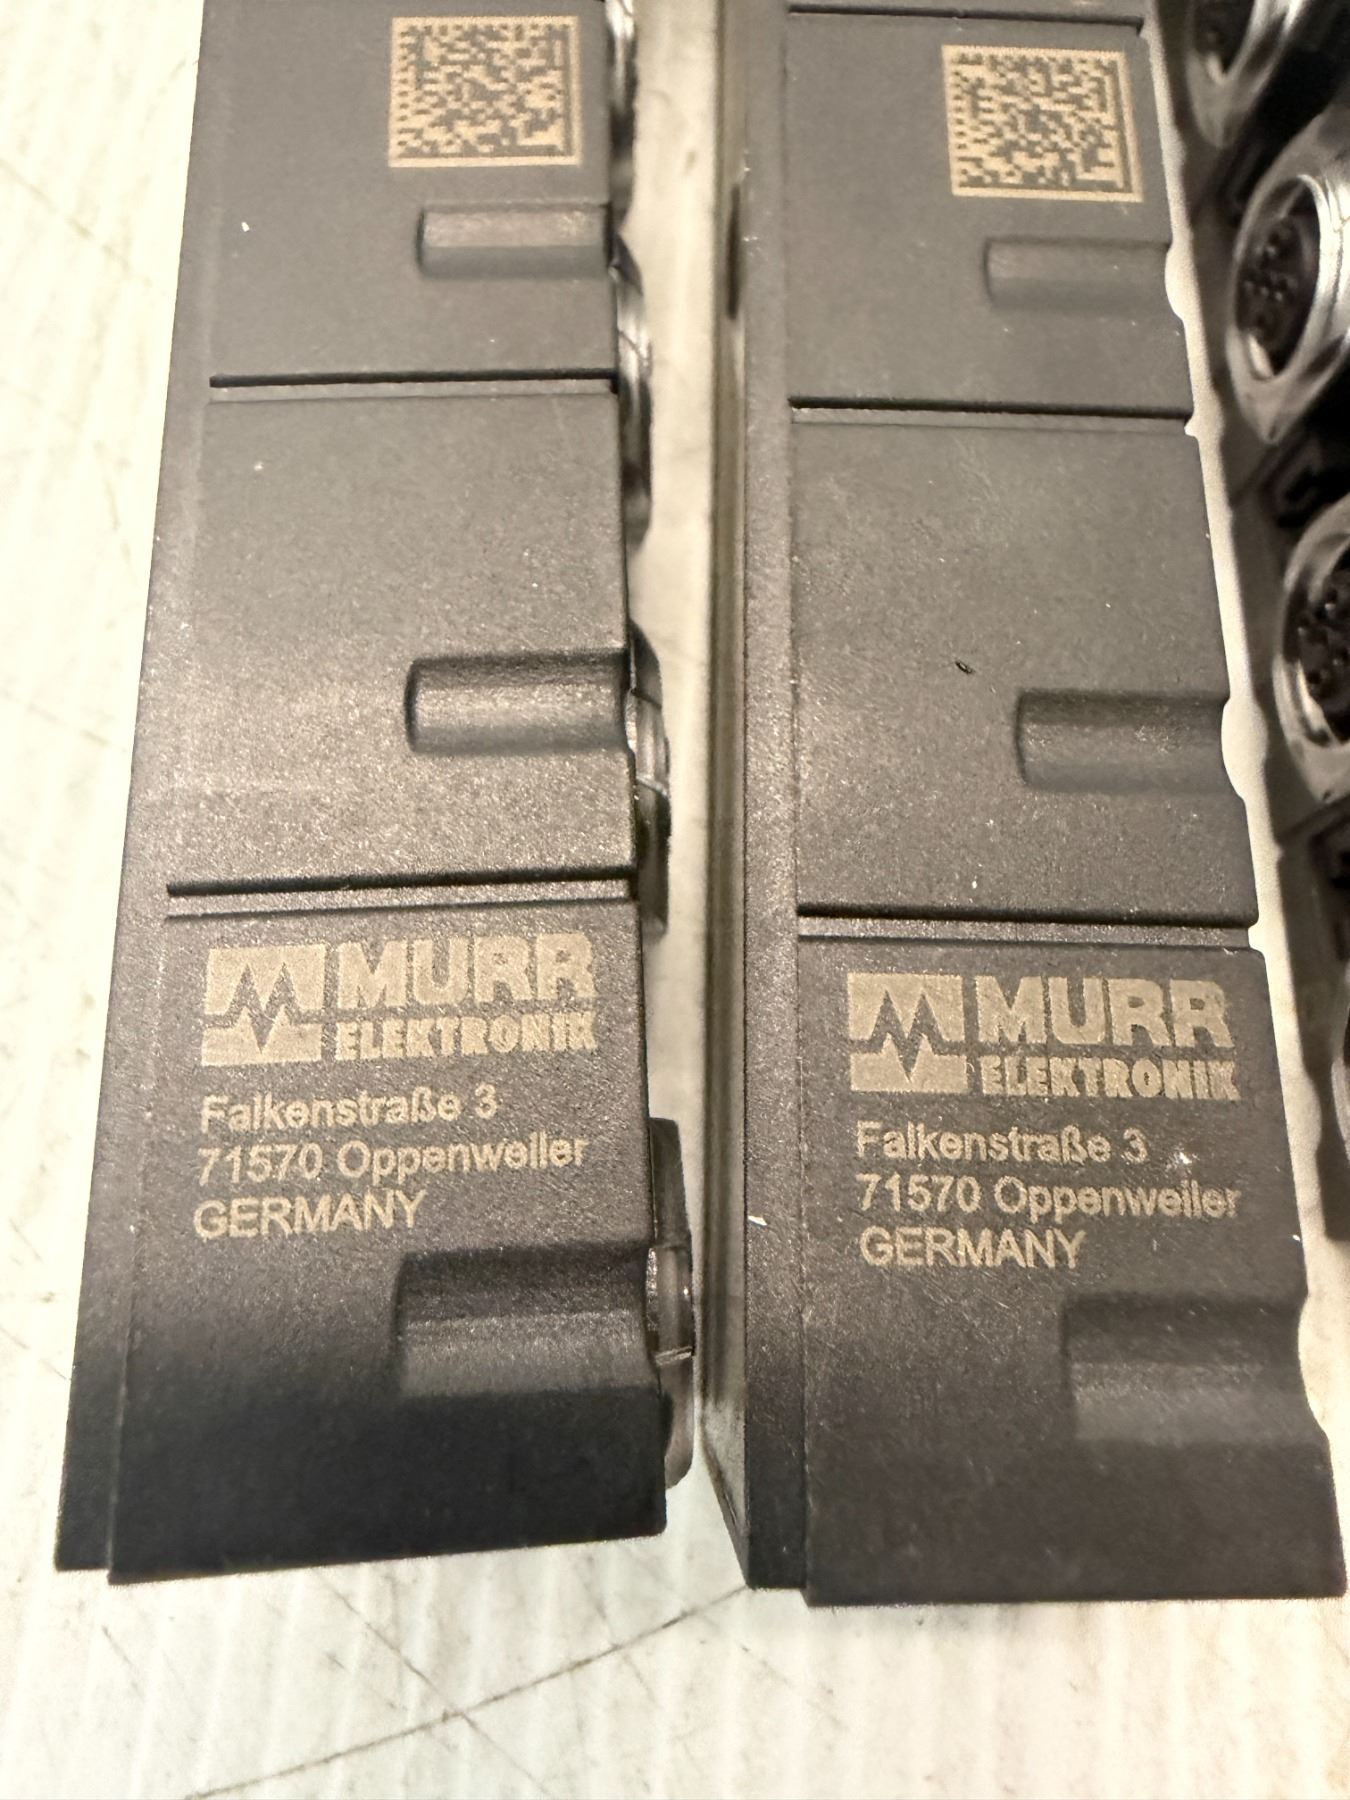 MURR
ELEKTRONIK
Falkenstraße 3
71570 Oppenweiler
GERMANY
MURR
ELEKTRONIK
Falkenstraße 3
71570 Oppenweiler
GERMANY